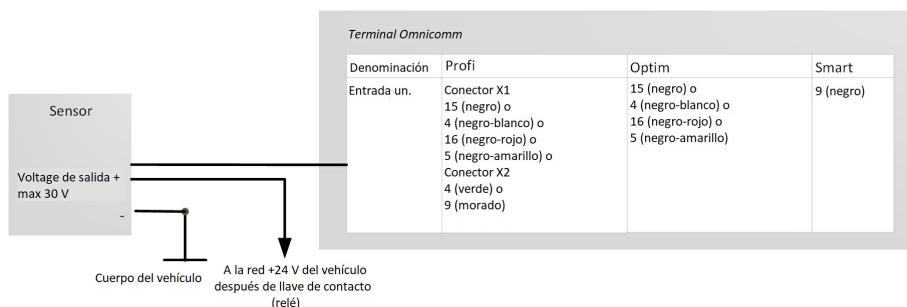 Terminal Omnicomm
Denominación Profi Optim Smart
Entrada un. Conector X1 15 (negro) o 9 (negro)
15 (negro) o 4 (negro-blanco) o
4 (negro-blanco) o 16 (negro-rojo) o
16 (negro-rojo) o 5 (negro-amarillo)
5 (negro-amarillo) o
Conector X2
4 (verde) o
9 (morado)
Sensor
Voltage de salida +
max 30 V
-
Cuerpo del vehículo
A la red +24 V del vehículo
después de llave de contacto
(relé)